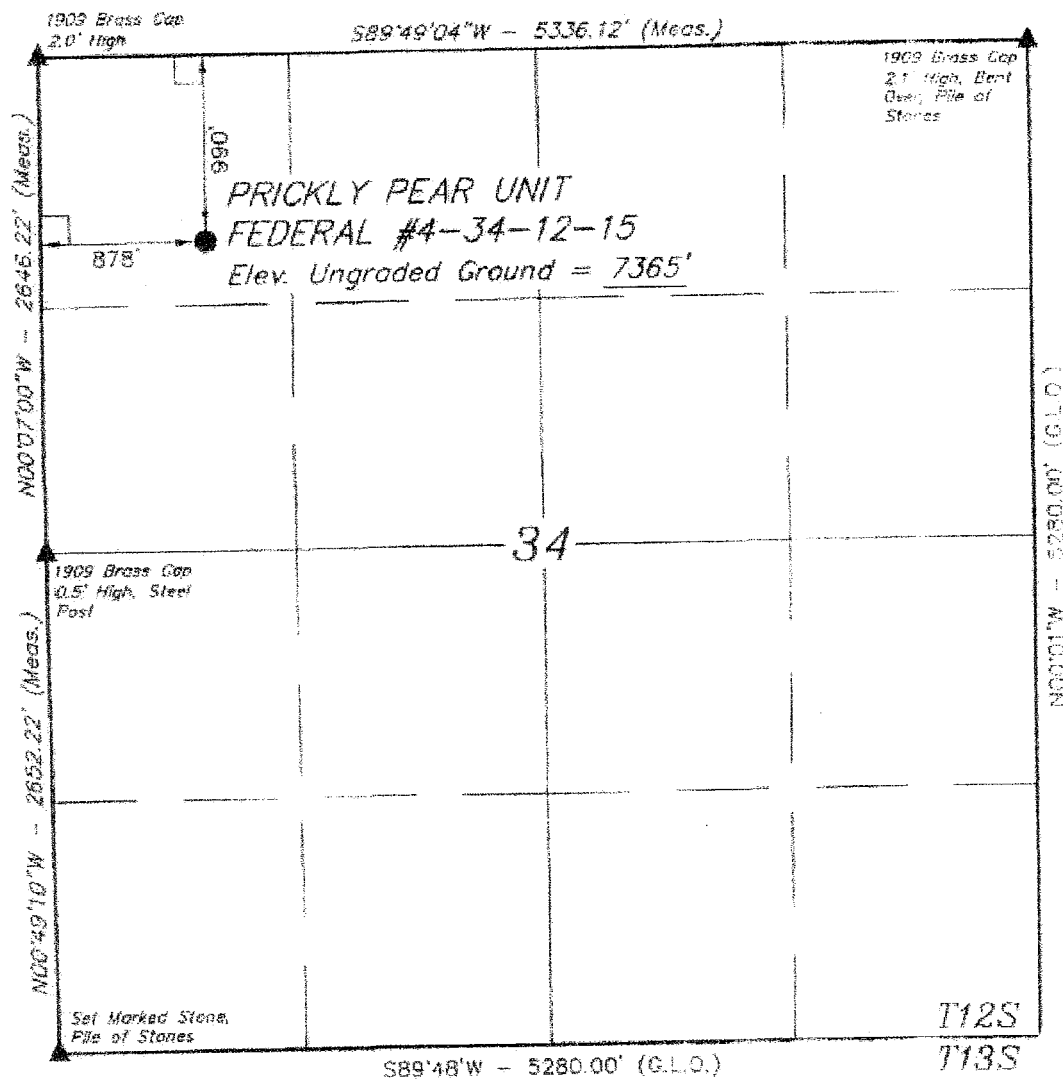 1909 Brass Cap
2.0' High
S89°49'04"W - 5336.12' (Meas.)
1909 Brass Cap
2.1' High, Bent
Over, Pile of
Stones
990'
N00°07'00"W - 2646.22' (Meas.)
PRICKLY PEAR UNIT
FEDERAL #4-34-12-15
878'
Elev. Ungraded Ground = 7365'
N00°01'W - 5280.00' (G.L.O.)
34
1909 Brass Cap
0.5' High, Steel
Post
N00°49'10"W - 2652.22' (Meas.)
Set Marked Stone,
Pile of Stones
T12S
T13S
S89°48'W - 5280.00' (G.L.O.)